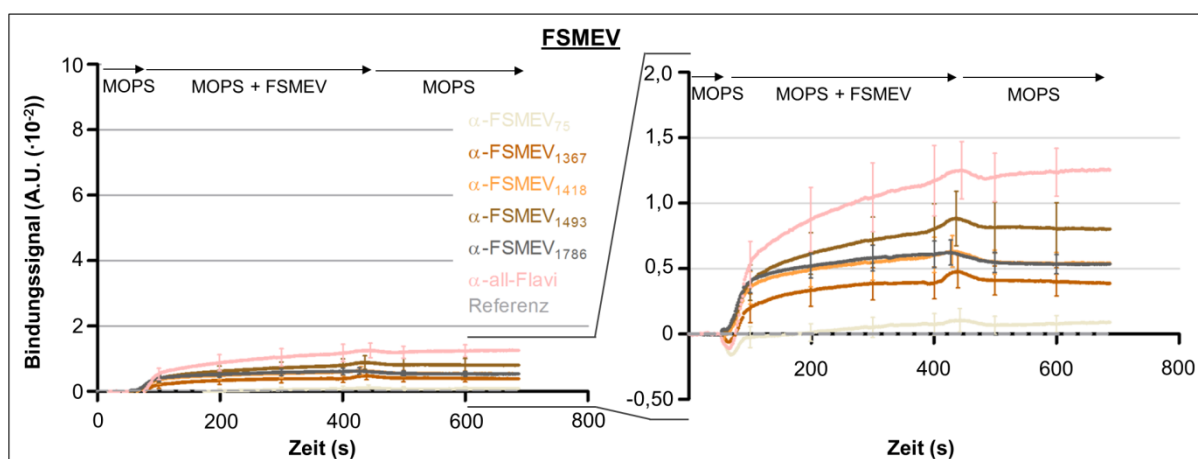 FSMEV
Bindungssignal (A.U. (·10⁻²))
10
8
6
4
2
0
MOPS
MOPS + FSMEV
MOPS
α-FSMEV₇₅
α-FSMEV₁₃₆₇
α-FSMEV₁₄₁₈
α-FSMEV₁₄₉₃
α-FSMEV₁₇₈₆
α-all-Flavi
Referenz
0 200 400 600 800
Zeit (s)
2,0
1,5
1,0
0,5
0
-0,50
MOPS
MOPS + FSMEV
MOPS
200 400 600 800
Zeit (s)